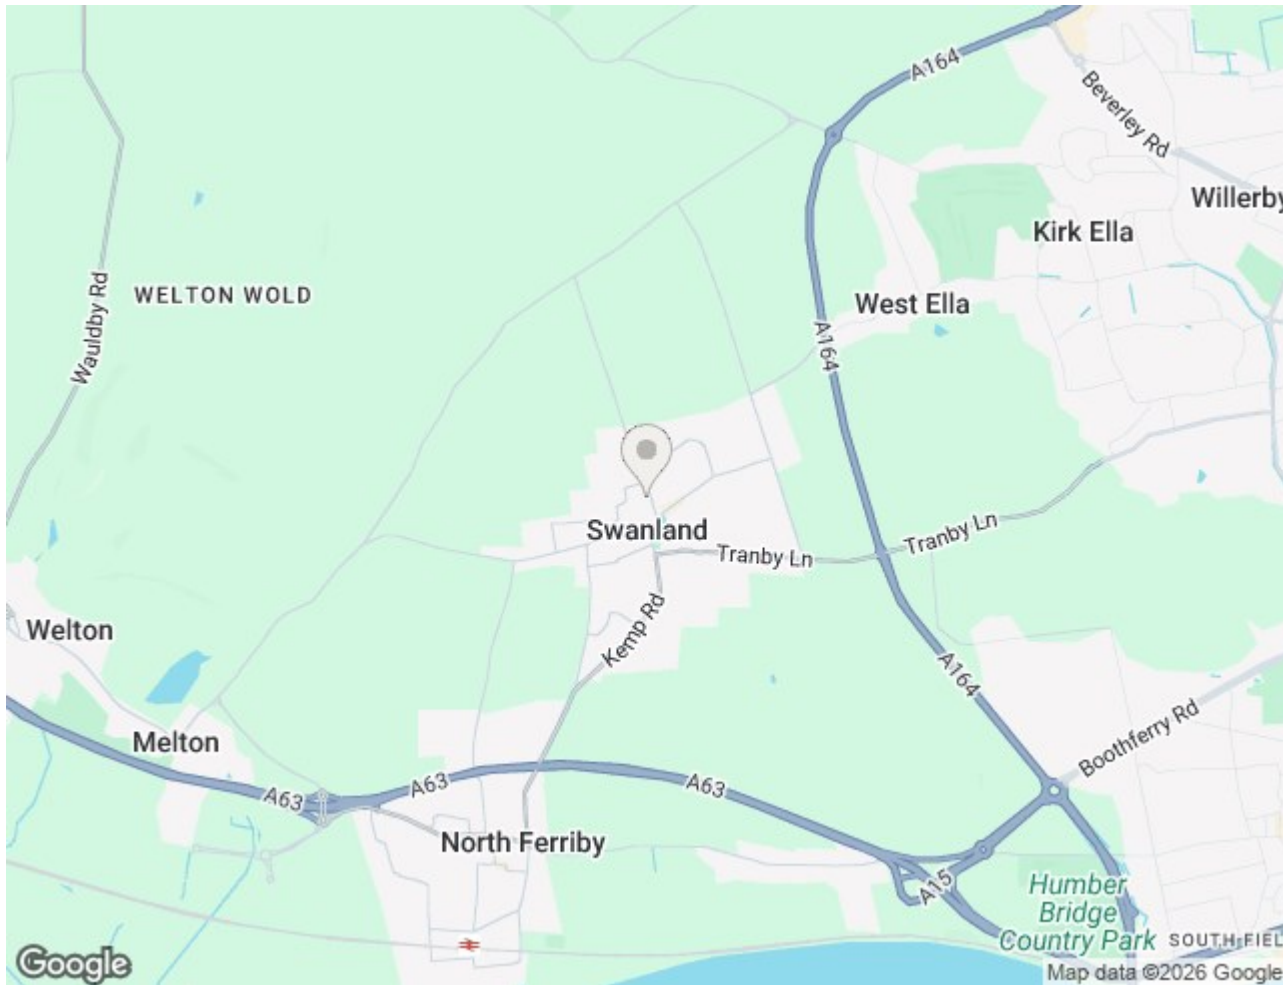 A164
Beverley Rd
Willerby
Kirk Ella
WELTON WOLD
Wauldby Rd
West Ella
A164
Swanland
Tranby Ln
Tranby Ln
Welton
Kemp Rd
A164
Melton
Boothferry Rd
A63
A63
A63
North Ferriby
A15
Humber
Bridge
Country Park
SOUTH FIEL
Google
Map data ©2026 Google